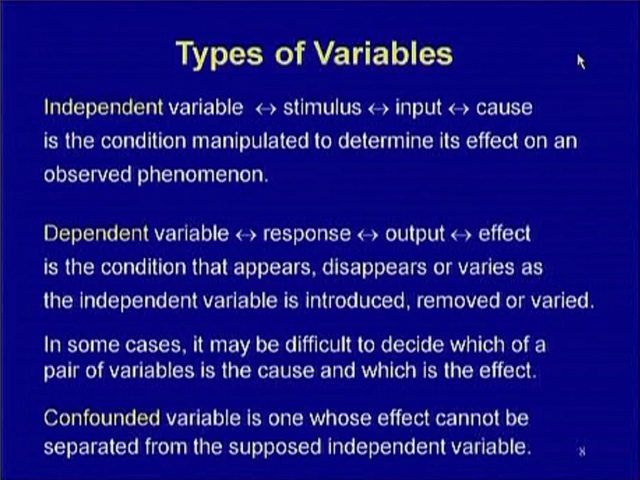 Types of Variables
Independent variable ↔ stimulus ↔ input ↔ cause
is the condition manipulated to determine its effect on an
observed phenomenon.
Dependent variable ↔ response ↔ output ↔ effect
is the condition that appears, disappears or varies as
the independent variable is introduced, removed or varied.
In some cases, it may be difficult to decide which of a
pair of variables is the cause and which is the effect.
Confounded variable is one whose effect cannot be
separated from the supposed independent variable.
8